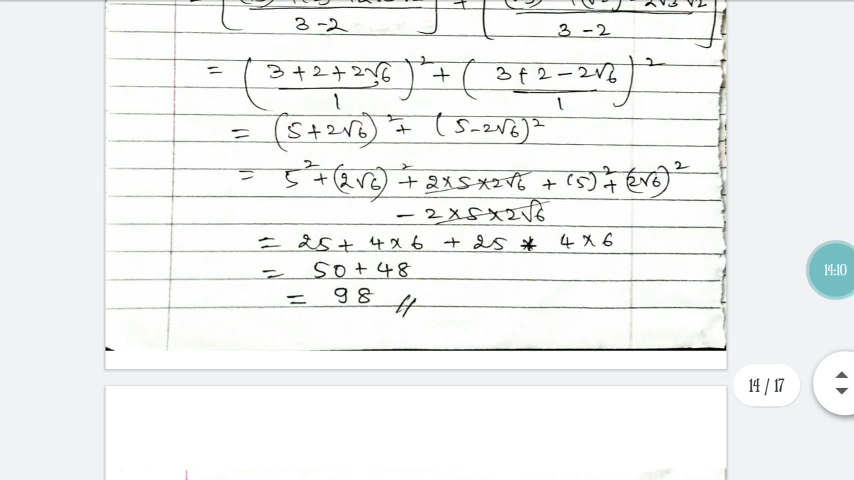 3 - 2        3 - 2
= (3 + 2 + 2√6 / 1)² + (3 + 2 - 2√6 / 1)²
= (5 + 2√6)² + (5 - 2√6)²
= 5² + (2√6)² + 2×5×2√6 + (5)² + (2√6)²
- 2×5×2√6
= 25 + 4×6 + 25 * 4×6
= 50 + 48
= 98 //
14:10
14 / 17